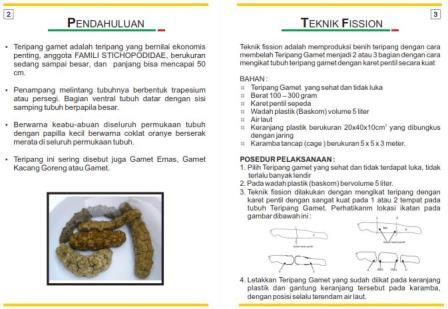 2
PENDAHULUAN
• Teripang gamet adalah teripang yang bernilai ekonomis
penting, anggota FAMILI STICHOPODIDAE, berukuran
sedang sampai besar, dan panjang bisa mencapai 50
cm.
• Penampang melintang tubuhnya berbentuk trapesium
atau persegi. Bagian ventral tubuh datar dengan sisi
samping tubuh berpapila besar.
• Berwarna keabu-abuan diseluruh permukaan tubuh
dengan papilla kecil berwarna coklat oranye berserak
merata di seluruh permukaan tubuh.
• Teripang ini sering disebut juga Gamet Emas, Gamet
Kacang Goreng atau Gamet.
3
TEKNIK FISSION
Teknik fission adalah memproduksi benih teripang dengan cara
membelah Teripang Gamet menjadi 2 atau 3 bagian dengan cara
mengikat tubuh teripang gamet dengan karet pentil secara kuat
BAHAN :
Teripang Gamet yang sehat dan tidak luka
Berat 100 – 300 gram
Karet pentil sepeda
Wadah plastik (Baskom) volume 5 liter
Air laut
Keranjang plastik berukuran 20x40x10cm³ yang dibungkus
dengan jaring
Karamba tancap (cage) berukuran 5 x 5 x 3 meter.
POSEDUR PELAKSANAAN :
1. Pilih Teripang gamet yang sehat dan tidak terdapat luka, tidak
terlalu banyak lendir
2. Pada wadah plastik (baskom) bervolume 5 liter.
3. Teknik fission dilakukan dengan mengikat teripang dengan
karet pentil dengan sangat kuat pada 1 atau 2 tempat pada
tubuh Teripang Gamet. Perhatikanm lokasi ikatan pada
gambar dibawah ini :
4. Letakkan Teripang Gamet yang sudah diikat pada keranjang
plastik dan gantung keranjang tersebut pada karamba,
dengan posisi selalu terendam air laut.